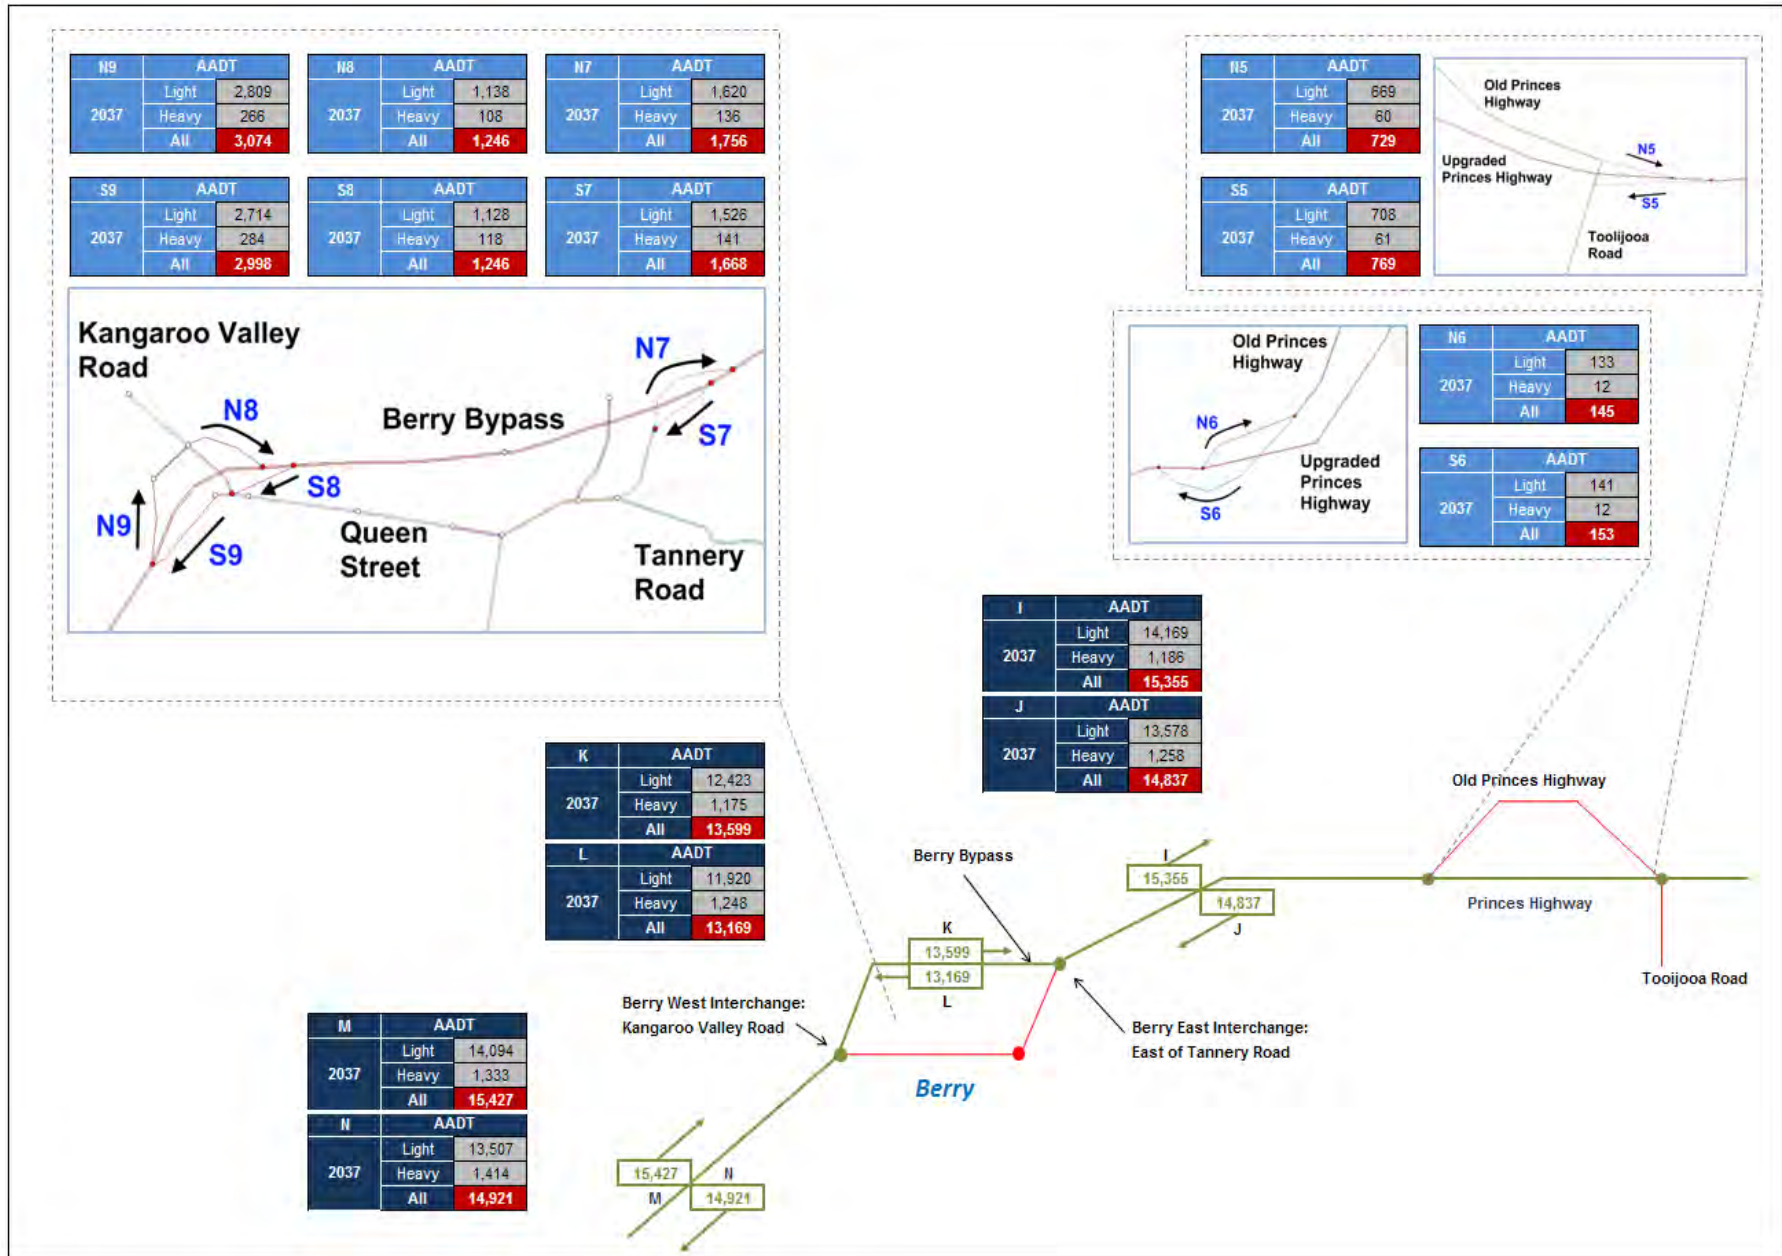 N9 AADT
Light 2,809
2037 Heavy 266
All 3,074
N8 AADT
Light 1,138
2037 Heavy 108
All 1,246
N7 AADT
Light 1,620
2037 Heavy 136
All 1,756
S9 AADT
Light 2,714
2037 Heavy 284
All 2,998
S8 AADT
Light 1,128
2037 Heavy 118
All 1,246
S7 AADT
Light 1,526
2037 Heavy 141
All 1,668
Kangaroo Valley
Road
N8
N9
S9
S8
Berry Bypass
N7
S7
Queen
Street
Tannery
Road
N5 AADT
Light 669
2037 Heavy 60
All 729
S5 AADT
Light 708
2037 Heavy 61
All 769
Old Princes
Highway
Upgraded
Princes Highway
N5
S5
Toolijooa
Road
Old Princes
Highway
N6
S6
Upgraded
Princes
Highway
N6 AADT
Light 133
2037 Heavy 12
All 145
S6 AADT
Light 141
2037 Heavy 12
All 153
I AADT
Light 14,169
2037 Heavy 1,186
All 15,355
J AADT
Light 13,578
2037 Heavy 1,258
All 14,837
K AADT
Light 12,423
2037 Heavy 1,175
All 13,599
L AADT
Light 11,920
2037 Heavy 1,248
All 13,169
M AADT
Light 14,094
2037 Heavy 1,333
All 15,427
N AADT
Light 13,507
2037 Heavy 1,414
All 14,921
Old Princes Highway
Princes Highway
Tooijooa Road
Berry Bypass
I
15,355
14,837
J
K
13,599
13,169
L
Berry West Interchange:
Kangaroo Valley Road
Berry East Interchange:
East of Tannery Road
Berry
15,427 N
M 14,921